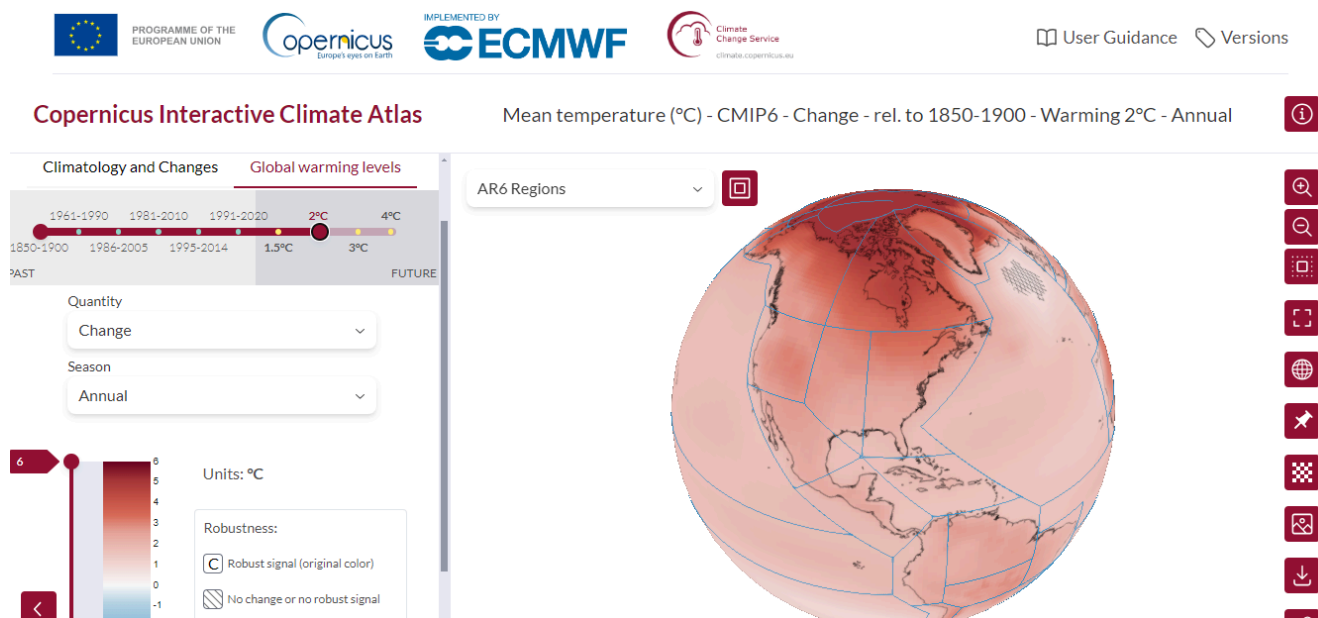 PROGRAMME OF THE
EUROPEAN UNION
opernicus
Europe's eyes on Earth
IMPLEMENTED BY
ECMWF
Climate
Change Service
climate.copernicus.eu
User Guidance
Versions
Copernicus Interactive Climate Atlas
Mean temperature (°C) - CMIP6 - Change - rel. to 1850-1900 - Warming 2°C - Annual
Climatology and Changes
Global warming levels
AR6 Regions
1961-1990 1981-2010 1991-2020 2°C 4°C
1850-1900 1986-2005 1995-2014 1.5°C 3°C
PAST FUTURE
Quantity
Change
Season
Annual
6
6
5
4
3
2
1
0
-1
Units: °C
Robustness:
C Robust signal (original color)
No change or no robust signal